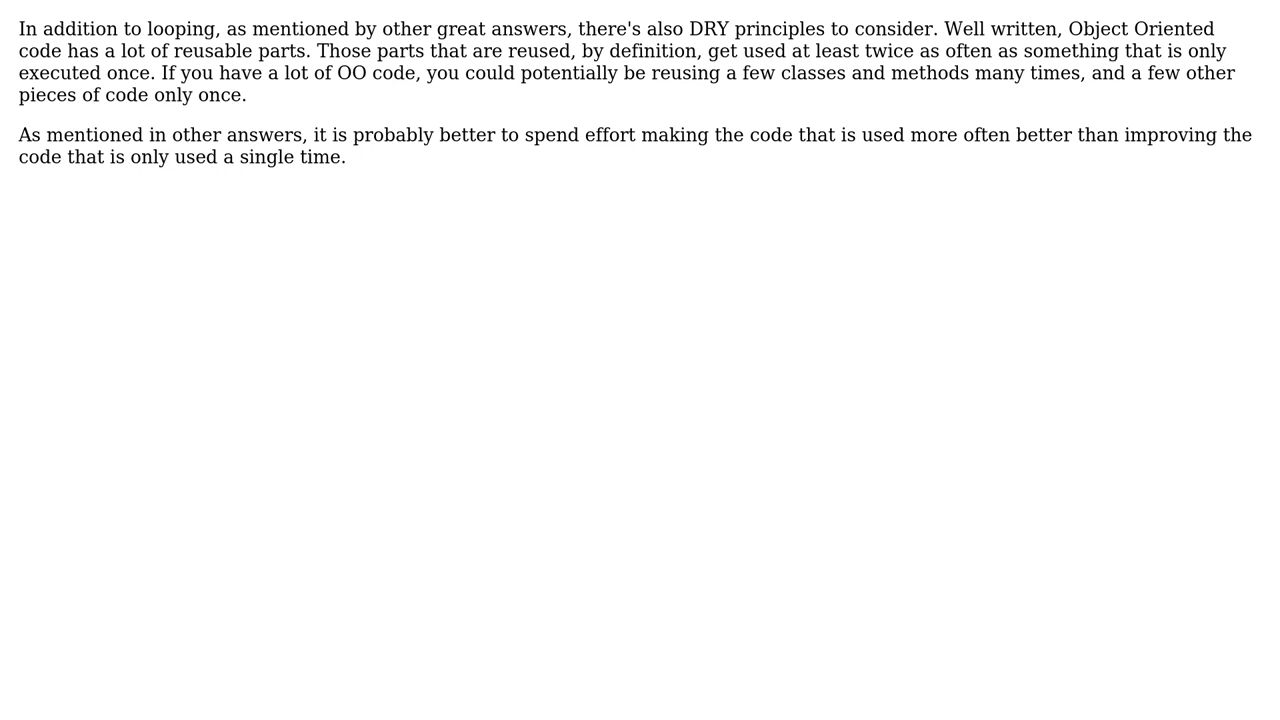 In addition to looping, as mentioned by other great answers, there's also DRY principles to consider. Well written, Object Oriented
code has a lot of reusable parts. Those parts that are reused, by definition, get used at least twice as often as something that is only
executed once. If you have a lot of OO code, you could potentially be reusing a few classes and methods many times, and a few other
pieces of code only once.
As mentioned in other answers, it is probably better to spend effort making the code that is used more often better than improving the
code that is only used a single time.